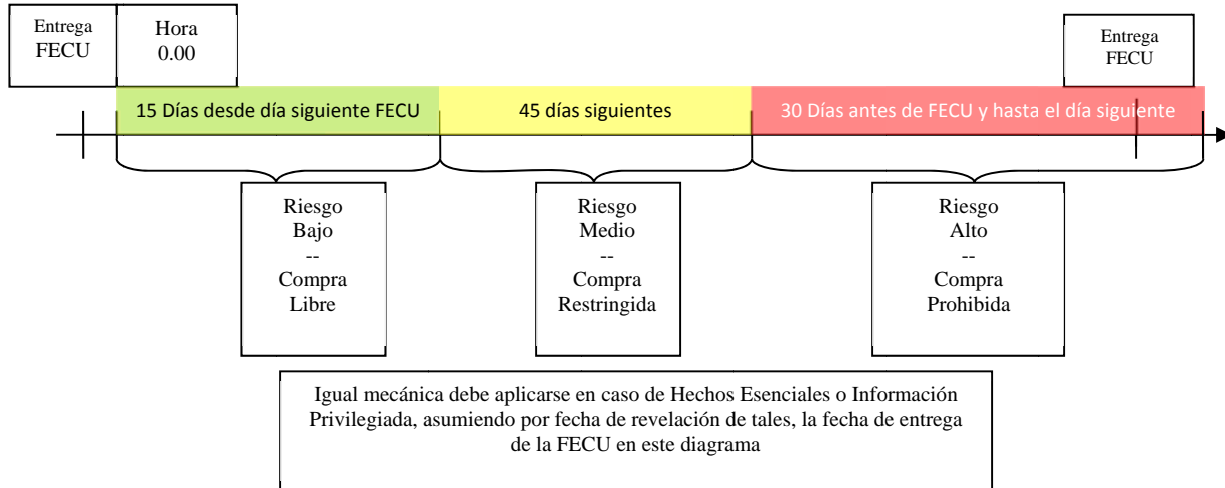 Entrega
FECU
Hora
0.00
Entrega
FECU
15 Días desde día siguiente FECU
45 días siguientes
30 Días antes de FECU y hasta el día siguiente
Riesgo
Bajo
--
Compra
Libre
Riesgo
Medio
--
Compra
Restringida
Riesgo
Alto
--
Compra
Prohibida
Igual mecánica debe aplicarse en caso de Hechos Esenciales o Información
Privilegiada, asumiendo por fecha de revelación de tales, la fecha de entrega
de la FECU en este diagrama